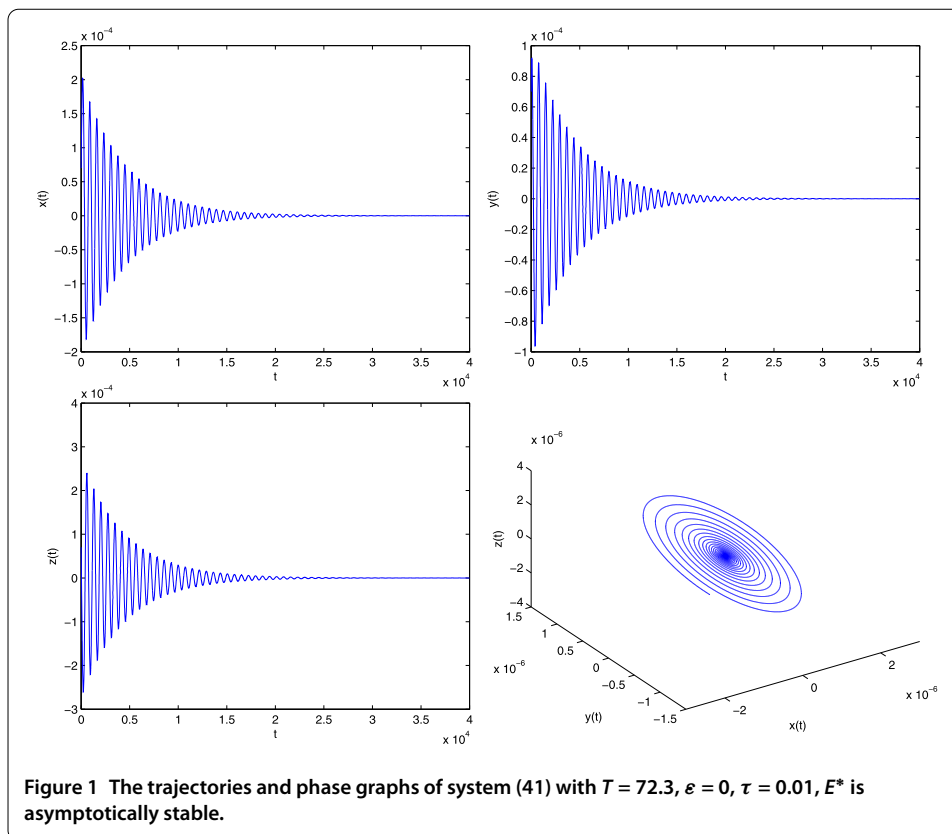 x 10⁻⁴
2.5
2
1.5
1
0.5
0
−0.5
−1
−1.5
−2
x(t)
0 0.5 1 1.5 2 2.5 3 3.5 4
t
x 10⁴
x 10⁻⁴
1
0.8
0.6
0.4
0.2
0
−0.2
−0.4
−0.6
−0.8
−1
y(t)
0 0.5 1 1.5 2 2.5 3 3.5 4
t
x 10⁴
x 10⁻⁴
4
3
2
1
0
−1
−2
−3
z(t)
0 0.5 1 1.5 2 2.5 3 3.5 4
t
x 10⁴
x 10⁻⁶
4
2
0
−2
−4
z(t)
1.5
1
0.5
0
−0.5
−1
−1.5
x 10⁻⁶
y(t)
−2
0
2
x 10⁻⁶
x(t)
Figure 1 The trajectories and phase graphs of system (41) with T = 72.3, ε = 0, τ = 0.01, E* is
asymptotically stable.